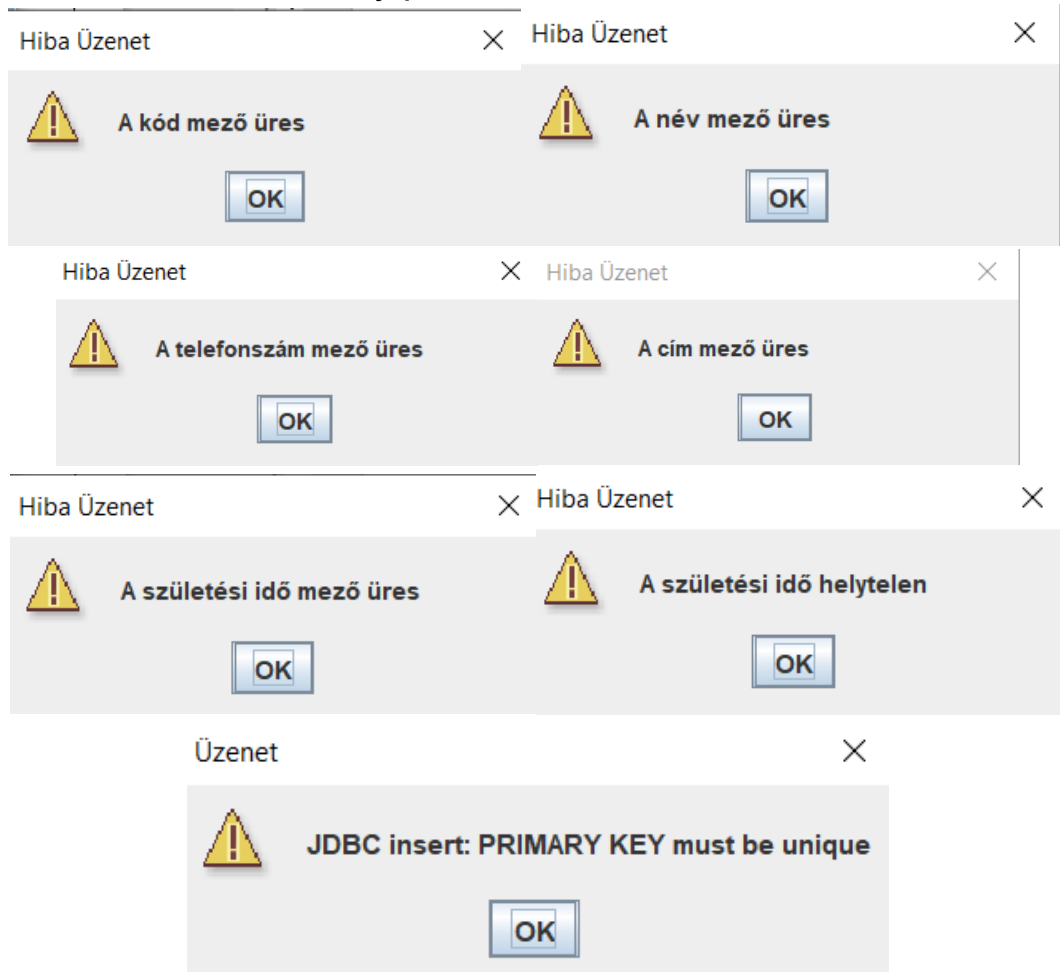 Hiba Üzenet
A kód mező üres
OK
Hiba Üzenet
A név mező üres
OK
Hiba Üzenet
A telefonszám mező üres
OK
Hiba Üzenet
A cím mező üres
OK
Hiba Üzenet
A születési idő mező üres
OK
Hiba Üzenet
A születési idő helytelen
OK
Üzenet
JDBC insert: PRIMARY KEY must be unique
OK